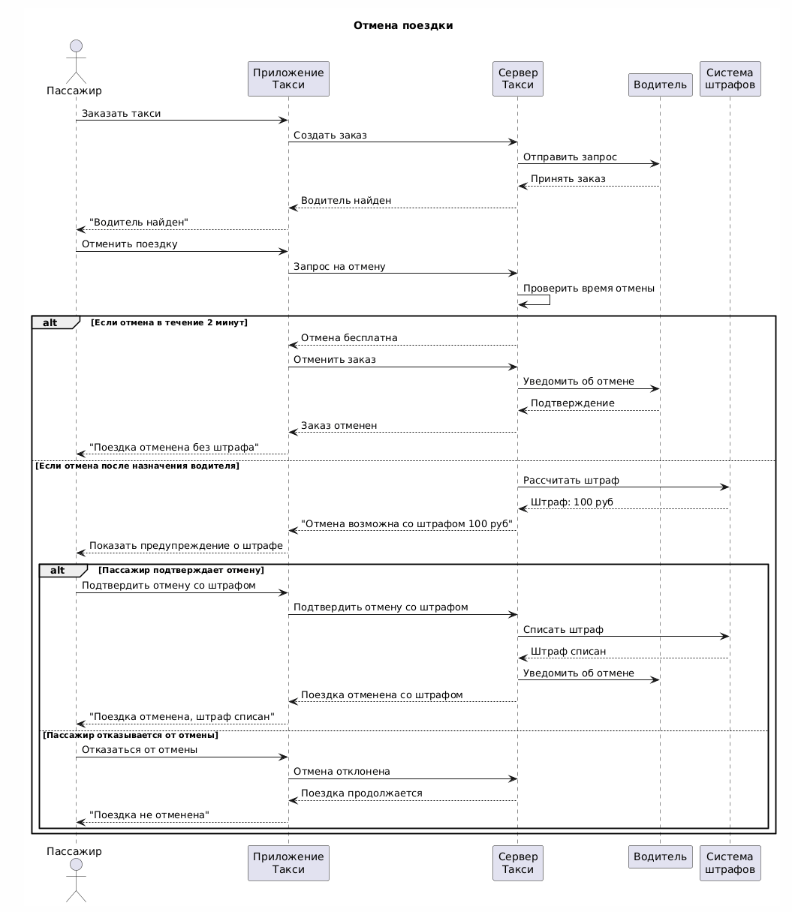 Отмена поездки
Пассажир
Приложение
Такси
Сервер
Такси
Водитель
Система
штрафов
Заказать такси
Создать заказ
Отправить запрос
Принять заказ
Водитель найден
"Водитель найден"
Отменить поездку
Запрос на отмену
Проверить время отмены
alt [Если отмена в течение 2 минут]
Отмена бесплатна
Отменить заказ
Уведомить об отмене
Подтверждение
Заказ отменен
"Поездка отменена без штрафа"
[Если отмена после назначения водителя]
Рассчитать штраф
Штраф: 100 руб
"Отмена возможна со штрафом 100 руб"
Показать предупреждение о штрафе
alt [Пассажир подтверждает отмену]
Подтвердить отмену со штрафом
Подтвердить отмену со штрафом
Списать штраф
Штраф списан
Уведомить об отмене
Поездка отменена со штрафом
"Поездка отменена, штраф списан"
[Пассажир отказывается от отмены]
Отказаться от отмены
Отмена отклонена
Поездка продолжается
"Поездка не отменена"
Пассажир
Приложение
Такси
Сервер
Такси
Водитель
Система
штрафов